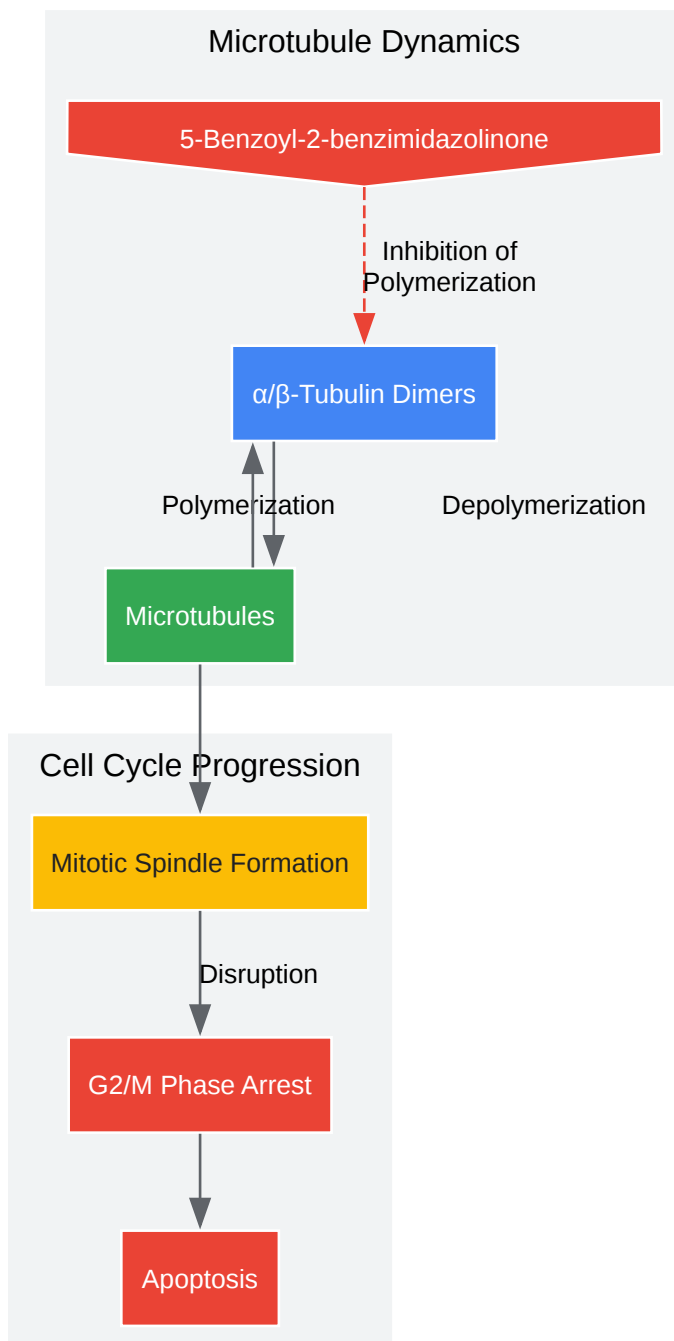 Microtubule Dynamics
5-Benzoyl-2-benzimidazolinone
Inhibition of
Polymerization
α/β-Tubulin Dimers
Polymerization
Depolymerization
Microtubules
Cell Cycle Progression
Mitotic Spindle Formation
Disruption
G2/M Phase Arrest
Apoptosis